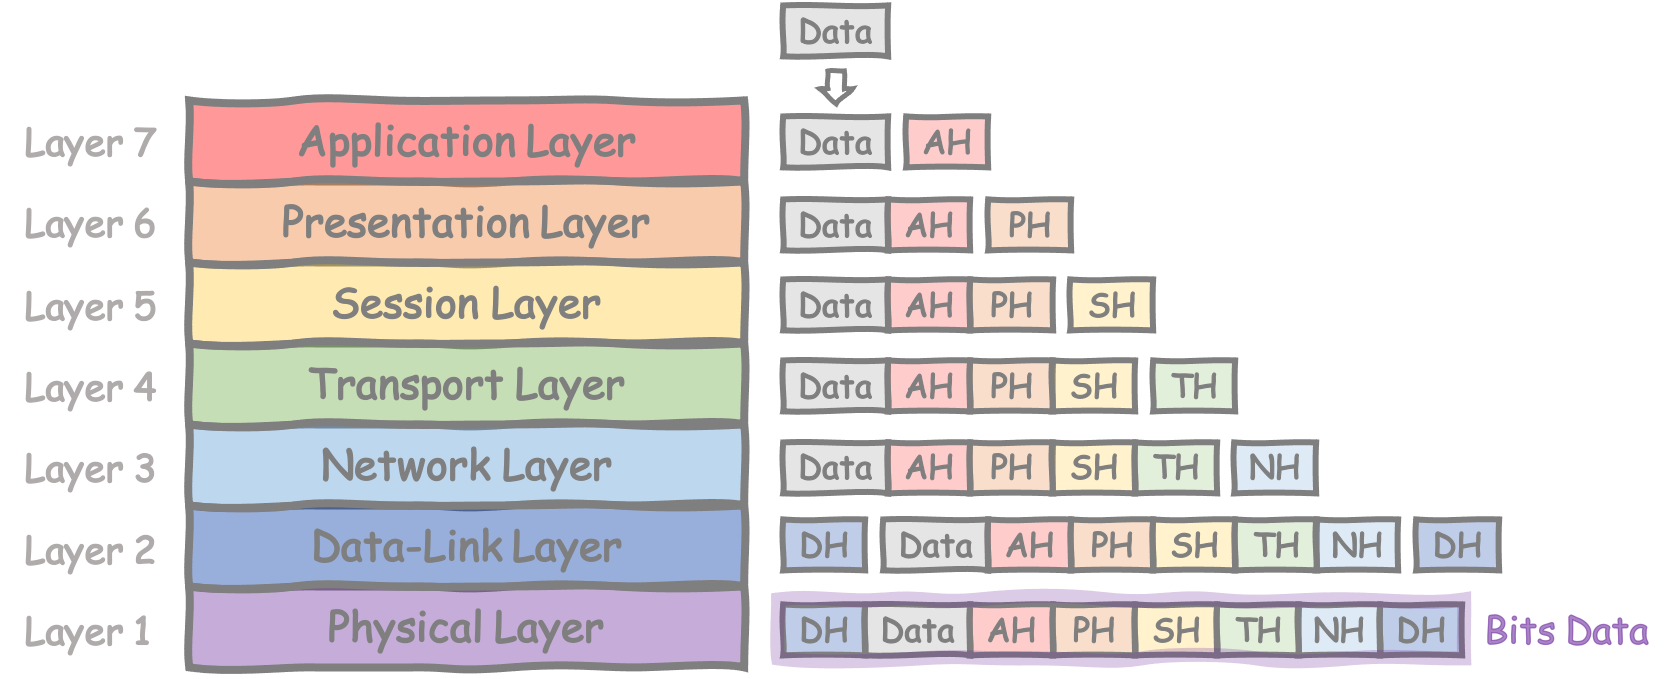 Data
Layer 7 Application Layer Data AH
Layer 6 Presentation Layer Data AH PH
Layer 5 Session Layer Data AH PH SH
Layer 4 Transport Layer Data AH PH SH TH
Layer 3 Network Layer Data AH PH SH TH NH
Layer 2 Data-Link Layer DH Data AH PH SH TH NH DH
Layer 1 Physical Layer DH Data AH PH SH TH NH DH Bits Data